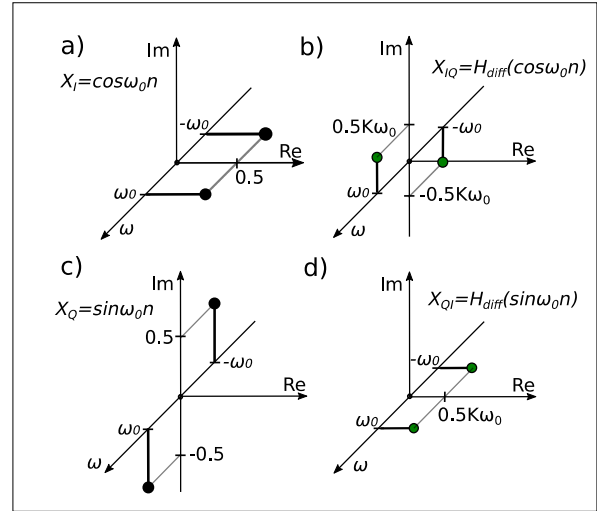 a)
Im
X_I=cosω₀n
-ω₀
Re
0.5
ω₀
ω
b)
Im
X_IQ=H_diff(cosω₀n)
0.5Kω₀
-ω₀
Re
ω₀
-0.5Kω₀
ω
c)
Im
X_Q=sinω₀n
0.5
-ω₀
Re
ω₀
-0.5
ω
d)
Im
X_QI=H_diff(sinω₀n)
-ω₀
Re
0.5Kω₀
ω₀
ω